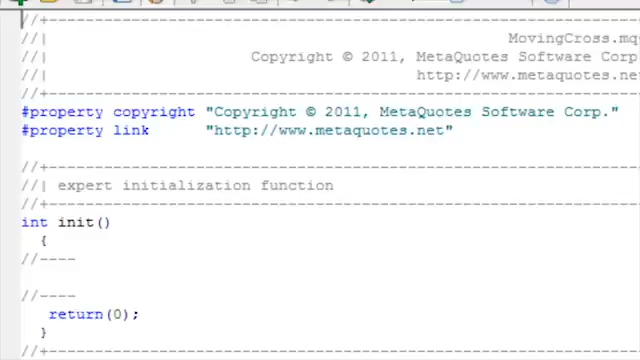 //+------------------------------------------------------------------
//|                                                   MovingCross.mq
//|                       Copyright © 2011, MetaQuotes Software Corp
//|                                         http://www.metaquotes.ne
//+------------------------------------------------------------------
#property copyright "Copyright © 2011, MetaQuotes Software Corp."
#property link      "http://www.metaquotes.net"
//+------------------------------------------------------------------
//| expert initialization function
//+------------------------------------------------------------------
int init()
  {
//----
//----
   return(0);
  }
//+------------------------------------------------------------------